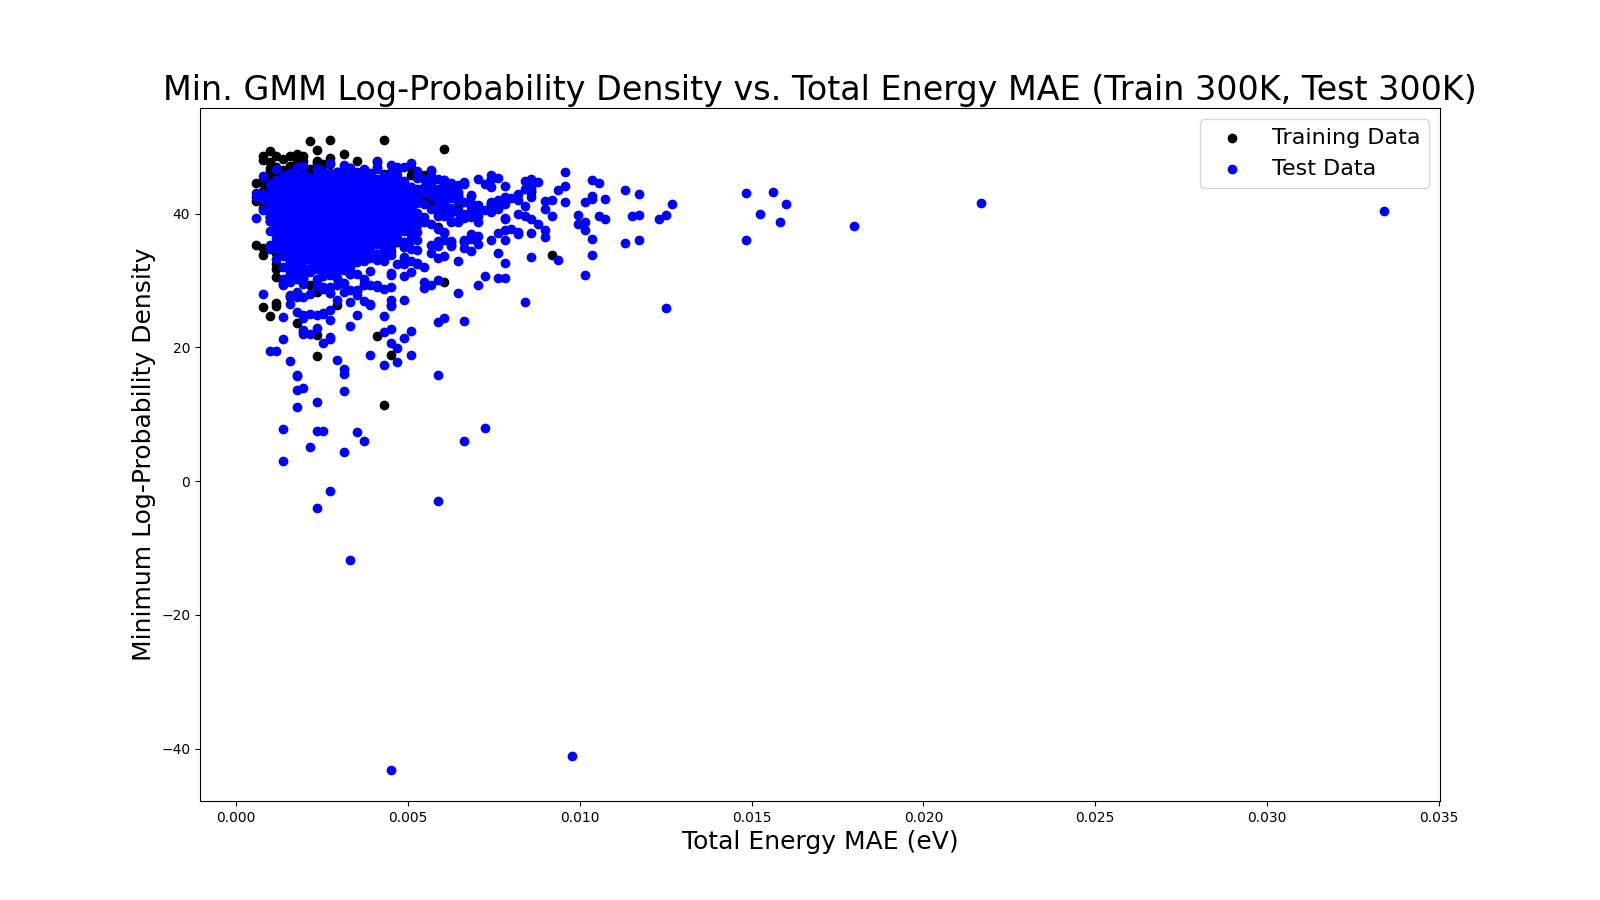 Min. GMM Log-Probability Density vs. Total Energy MAE (Train 300K, Test 300K)
Training Data
Test Data
Minimum Log-Probability Density
40
20
0
−20
−40
0.000
0.005
0.010
0.015
0.020
0.025
0.030
0.035
Total Energy MAE (eV)